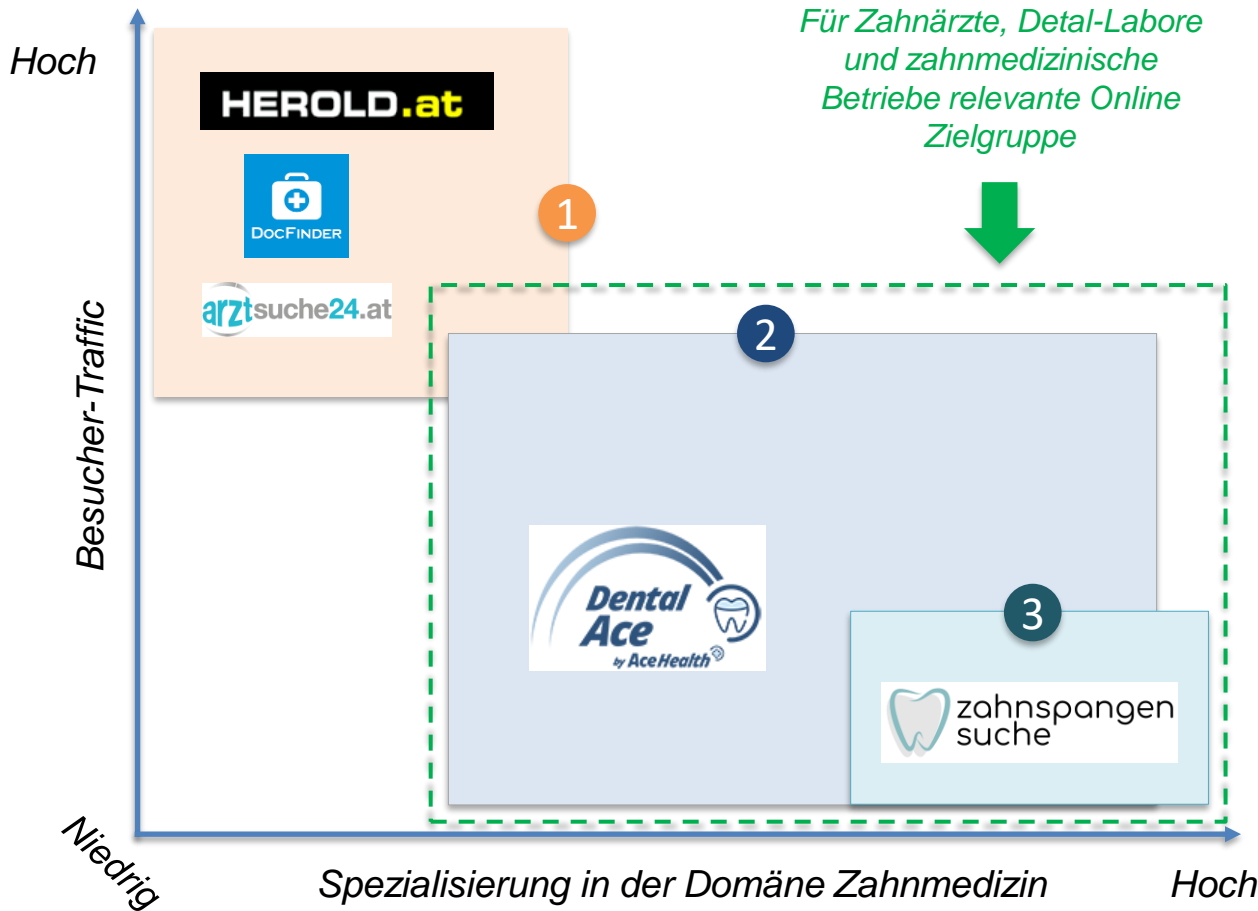 Hoch
Für Zahnärzte, Detal-Labore
und zahnmedizinische
Betriebe relevante Online
Zielgruppe
HEROLD.at
DOCFINDER
1
arztsuche24.at
2
Besucher-Traffic
Dental
Ace
by AceHealth
3
zahnspangen
suche
Niedrig
Spezialisierung in der Domäne Zahnmedizin
Hoch